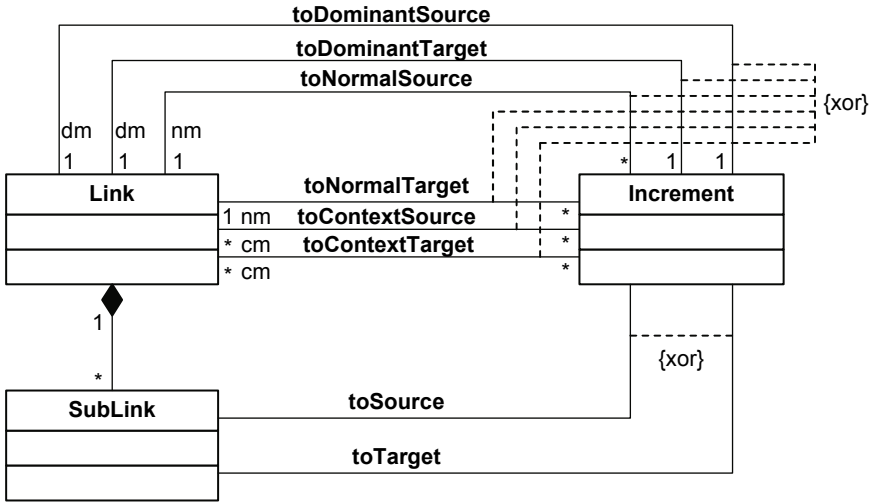 toDominantSource
toDominantTarget
toNormalSource
{xor}
dm dm nm
1 1 1 * 1 1
Link toNormalTarget Increment
1 nm toContextSource *
* cm toContextTarget *
* cm *
1
{xor}
*
SubLink toSource
toTarget